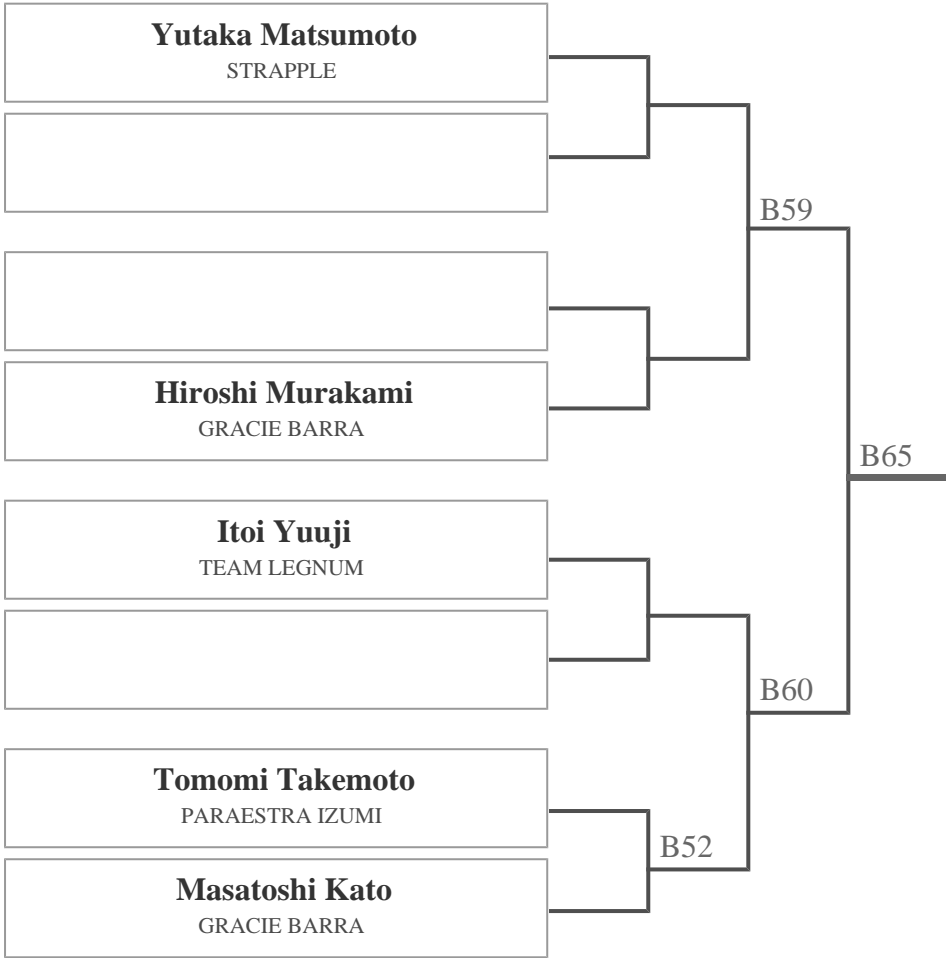 Yutaka Matsumoto
STRAPPLE
B59
Hiroshi Murakami
GRACIE BARRA
B65
Itoi Yuuji
TEAM LEGNUM
B60
Tomomi Takemoto
PARAESTRA IZUMI
B52
Masatoshi Kato
GRACIE BARRA